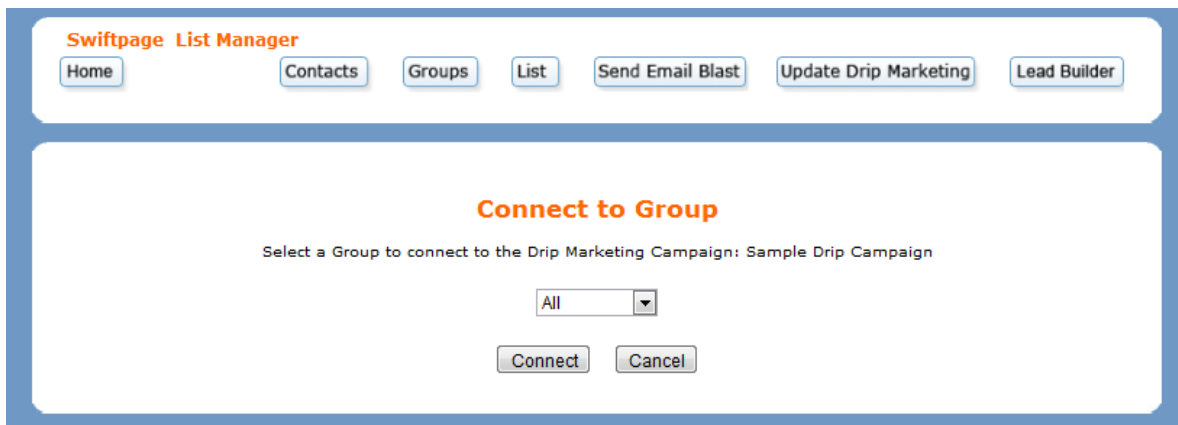 Swiftpage List Manager
Home Contacts Groups List Send Email Blast Update Drip Marketing Lead Builder
Connect to Group
Select a Group to connect to the Drip Marketing Campaign: Sample Drip Campaign
All
Connect Cancel